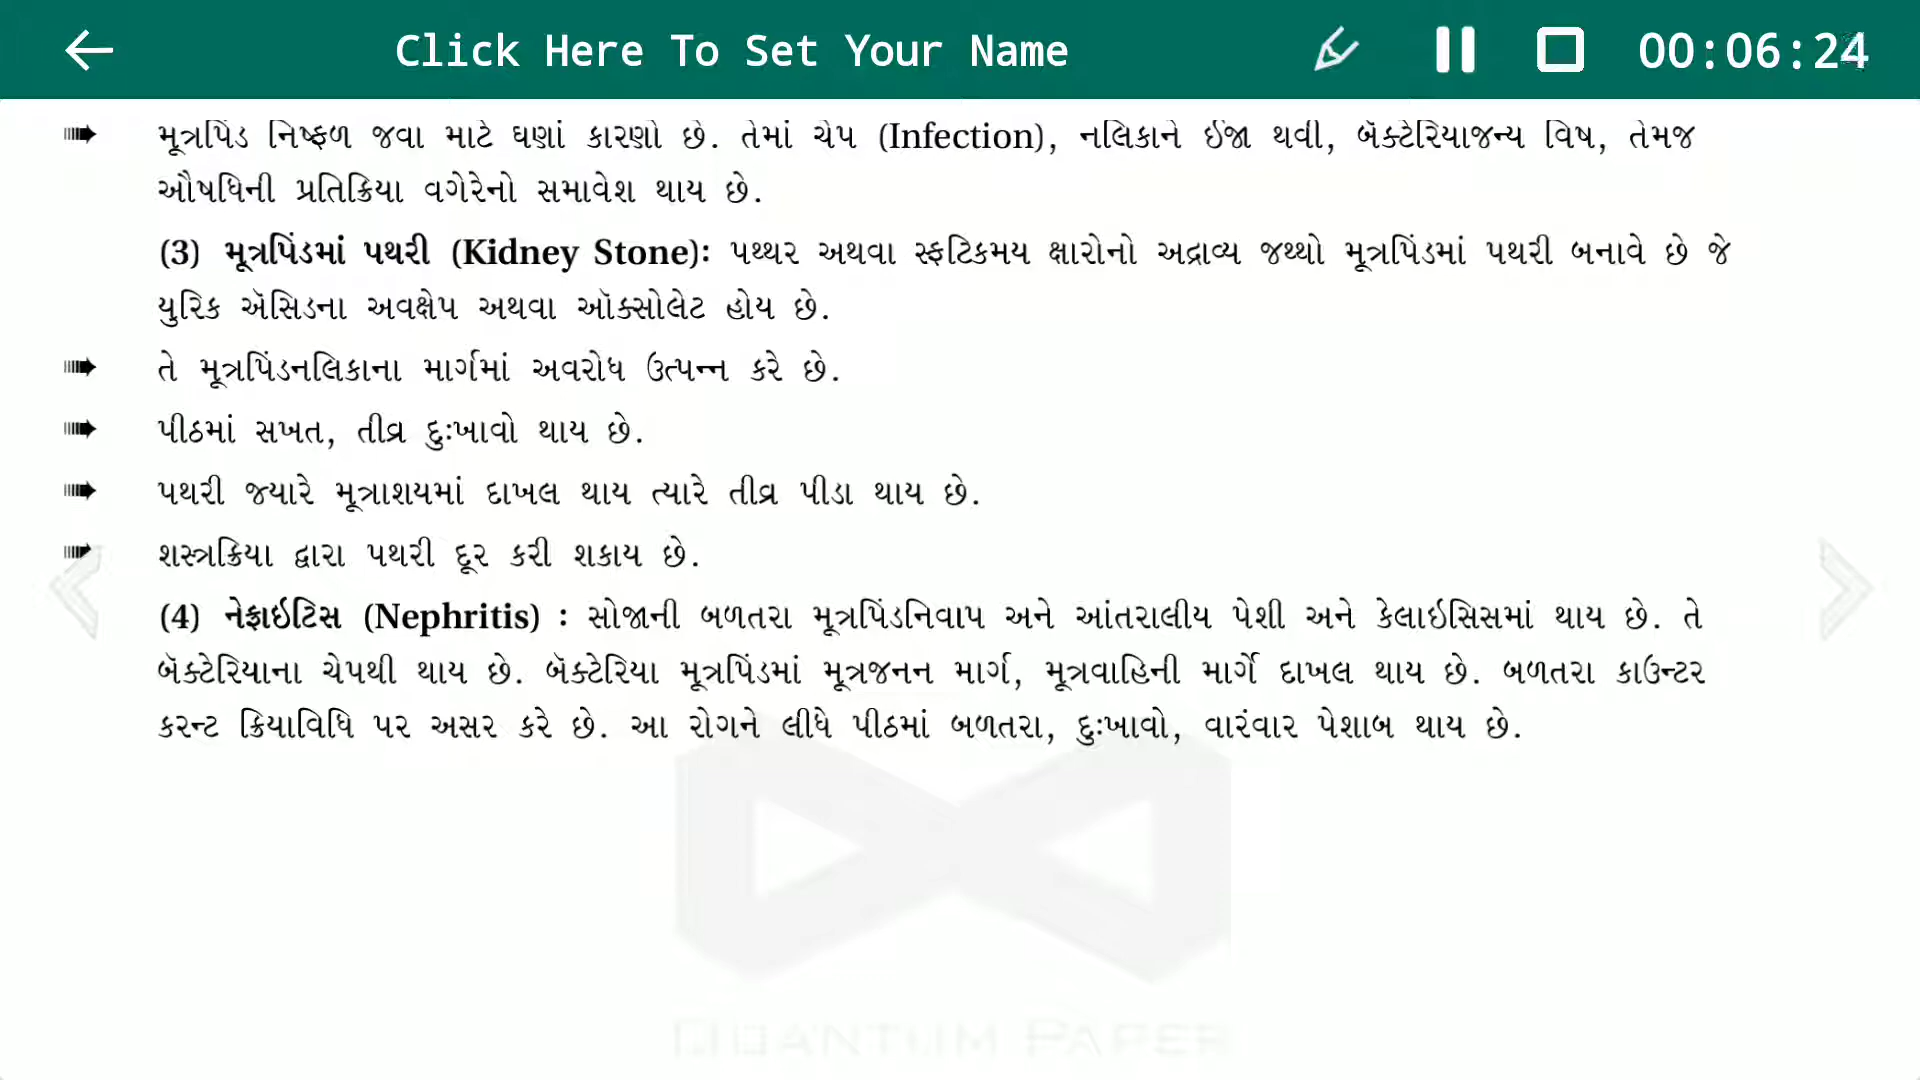 Click Here To Set Your Name
00:06:24
મૂત્રપિંડ નિષ્ફળ જવા માટે ઘણાં કારણો છે. તેમાં ચેપ (Infection), નલિકાને ઈજા થવી, બૅક્ટેરિયાજન્ય વિષ, તેમજ
ઔષધિની પ્રતિક્રિયા વગેરેનો સમાવેશ થાય છે.
(3) મૂત્રપિંડમાં પથરી (Kidney Stone): પથ્થર અથવા સ્ફટિકમય ક્ષારોનો અદ્રાવ્ય જથ્થો મૂત્રપિંડમાં પથરી બનાવે છે જે
યુરિક ઍસિડના અવક્ષેપ અથવા ઑક્સોલેટ હોય છે.
તે મૂત્રપિંડનલિકાના માર્ગમાં અવરોધ ઉત્પન્ન કરે છે.
પીઠમાં સખત, તીવ્ર દુઃખાવો થાય છે.
પથરી જ્યારે મૂત્રાશયમાં દાખલ થાય ત્યારે તીવ્ર પીડા થાય છે.
શસ્ત્રક્રિયા દ્વારા પથરી દૂર કરી શકાય છે.
(4) નેફ્રાઇટિસ (Nephritis) : સોજાની બળતરા મૂત્રપિંડનિવાપ અને આંતરાલીય પેશી અને કેલાઇસિસમાં થાય છે. તે
બૅક્ટેરિયાના ચેપથી થાય છે. બૅક્ટેરિયા મૂત્રપિંડમાં મૂત્રજનન માર્ગ, મૂત્રવાહિની માર્ગે દાખલ થાય છે. બળતરા કાઉન્ટર
કરન્ટ ક્રિયાવિધિ પર અસર કરે છે. આ રોગને લીધે પીઠમાં બળતરા, દુઃખાવો, વારંવાર પેશાબ થાય છે.
QUANTUM PAPER